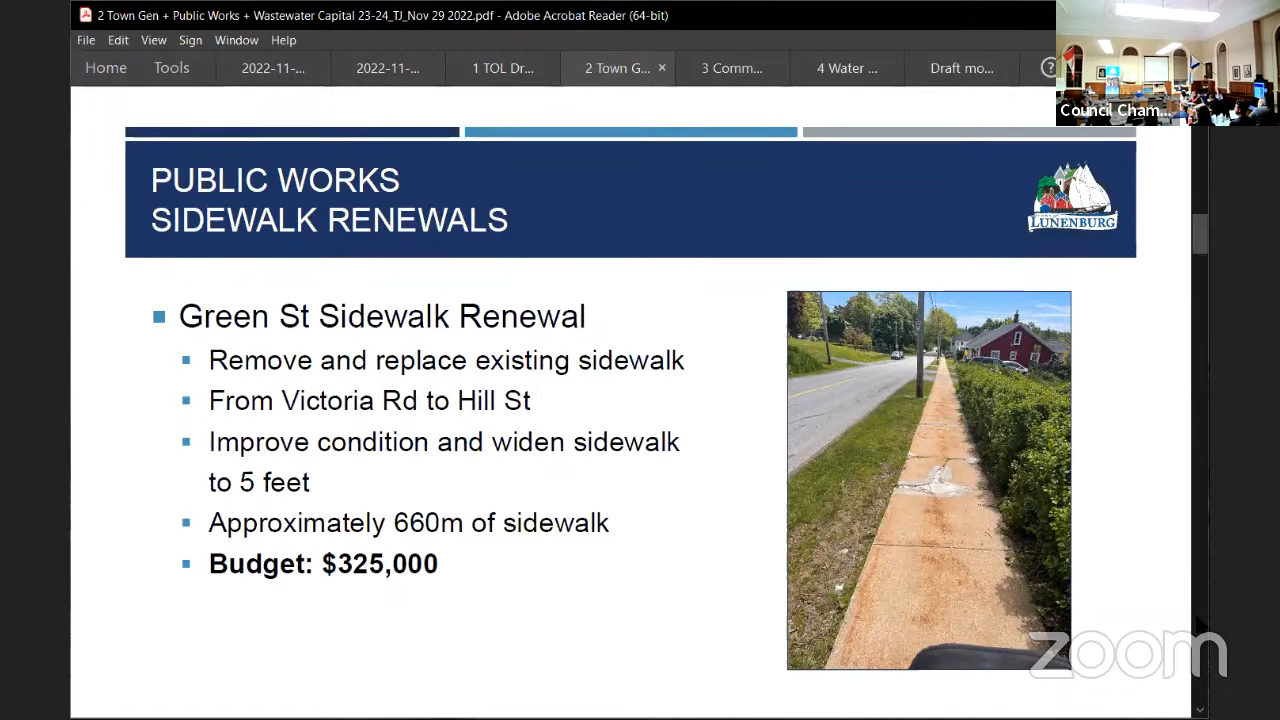 2 Town Gen + Public Works + Wastewater Capital 23-24_TJ_Nov 29 2022.pdf - Adobe Acrobat Reader (64-bit)
File Edit View Sign Window Help
Home Tools 2022-11-... 2022-11-... 1 TOL Dr... 2 Town G... × 3 Comm... 4 Water ... Draft mo... ?
Council Cham...
PUBLIC WORKS
SIDEWALK RENEWALS
LUNENBURG
Green St Sidewalk Renewal
Remove and replace existing sidewalk
From Victoria Rd to Hill St
Improve condition and widen sidewalk
to 5 feet
Approximately 660m of sidewalk
Budget: $325,000
zoom